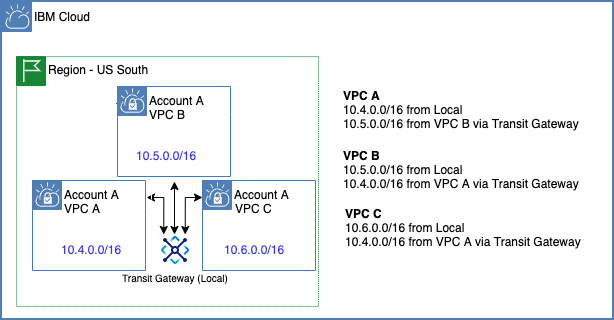 IBM Cloud
Region - US South
Account A
VPC B
10.5.0.0/16
Account A
VPC A
10.4.0.0/16
Account A
VPC C
10.6.0.0/16
Transit Gateway (Local)
VPC A
10.4.0.0/16 from Local
10.5.0.0/16 from VPC B via Transit Gateway
VPC B
10.5.0.0/16 from Local
10.4.0.0/16 from VPC A via Transit Gateway
VPC C
10.6.0.0/16 from Local
10.4.0.0/16 from VPC A via Transit Gateway